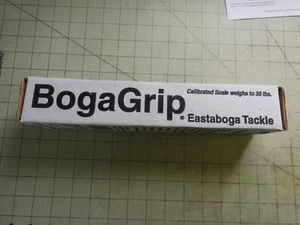 BogaGrip.
Calibrated Scale weighs to 30 lbs.
Eastaboga Tackle